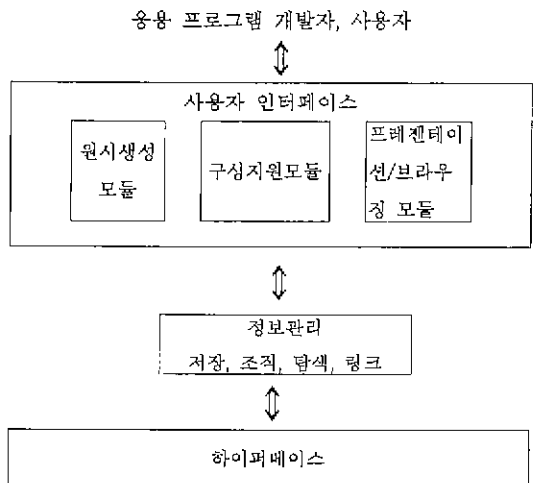 응용 프로그램 개발자, 사용자
사용자 인터페이스
원시생성
모듈
구심지원모듈
프레젠테이
션/브라우
징 모듈
정보관리
저장, 조직, 탐색, 링크
하이퍼베이스